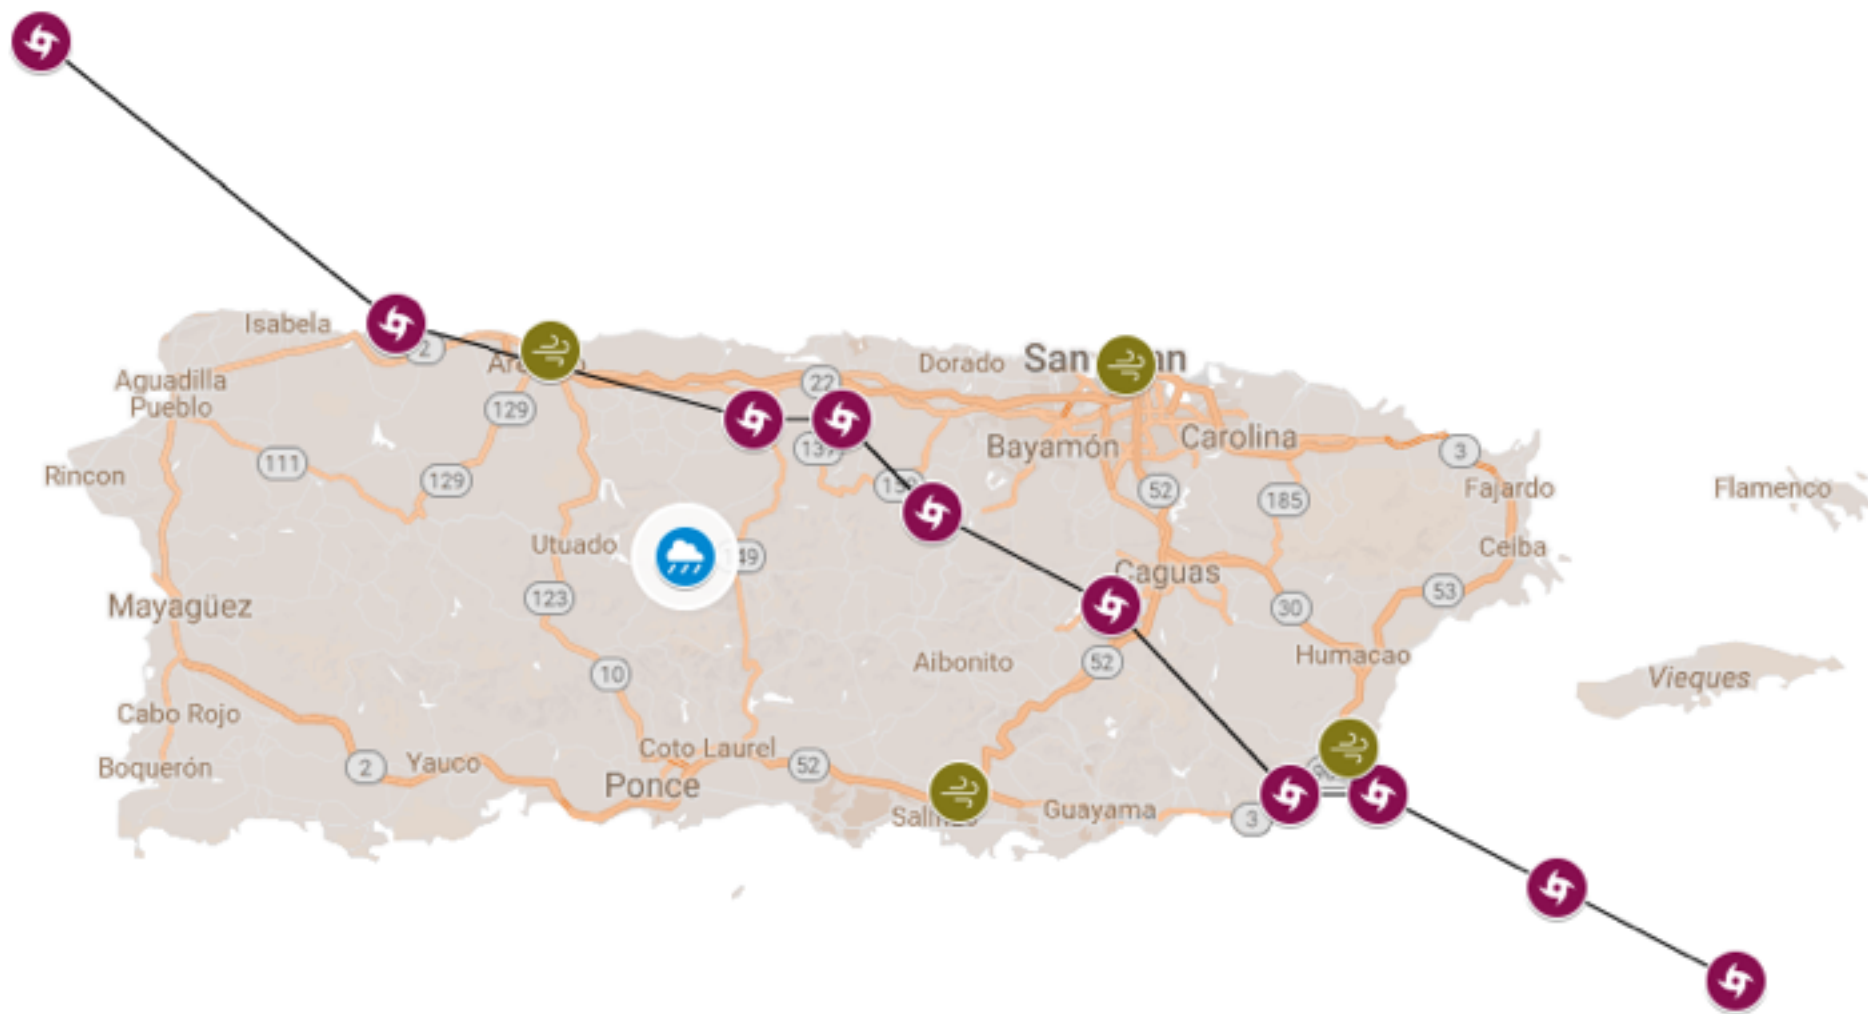 Isabela
2
Dorado
Aguadilla
Pueblo
22
129
Bayamón
Carolina
3
111
Rincon
129
52
185
Fajardo
Flamenco
Utuado
Ceiba
Caguas
123
Mayagüez
30
53
Aibonito
52
Humacao
10
Vieques
Cabo Rojo
Coto Laurel
Boquerón
2
Yauco
52
Ponce
Guayama
3